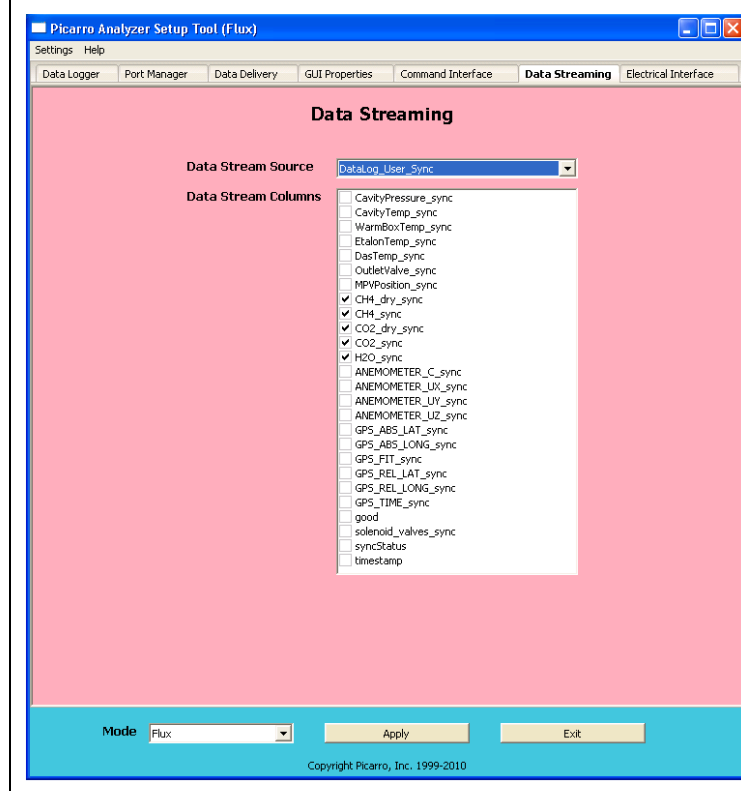 Picarro Analyzer Setup Tool (Flux)
Settings Help
Data Logger Port Manager Data Delivery GUI Properties Command Interface Data Streaming Electrical Interface
Data Streaming
Data Stream Source DataLog_User_Sync
Data Stream Columns
CavityPressure_sync
CavityTemp_sync
WarmBoxTemp_sync
EtalonTemp_sync
DasTemp_sync
OutletValve_sync
MPVPosition_sync
CH4_dry_sync
CH4_sync
CO2_dry_sync
CO2_sync
H2O_sync
ANEMOMETER_C_sync
ANEMOMETER_UX_sync
ANEMOMETER_UY_sync
ANEMOMETER_UZ_sync
GPS_ABS_LAT_sync
GPS_ABS_LONG_sync
GPS_FIT_sync
GPS_REL_LAT_sync
GPS_REL_LONG_sync
GPS_TIME_sync
good
solenoid_valves_sync
syncStatus
timestamp
Mode Flux Apply Exit
Copyright Picarro, Inc. 1999-2010